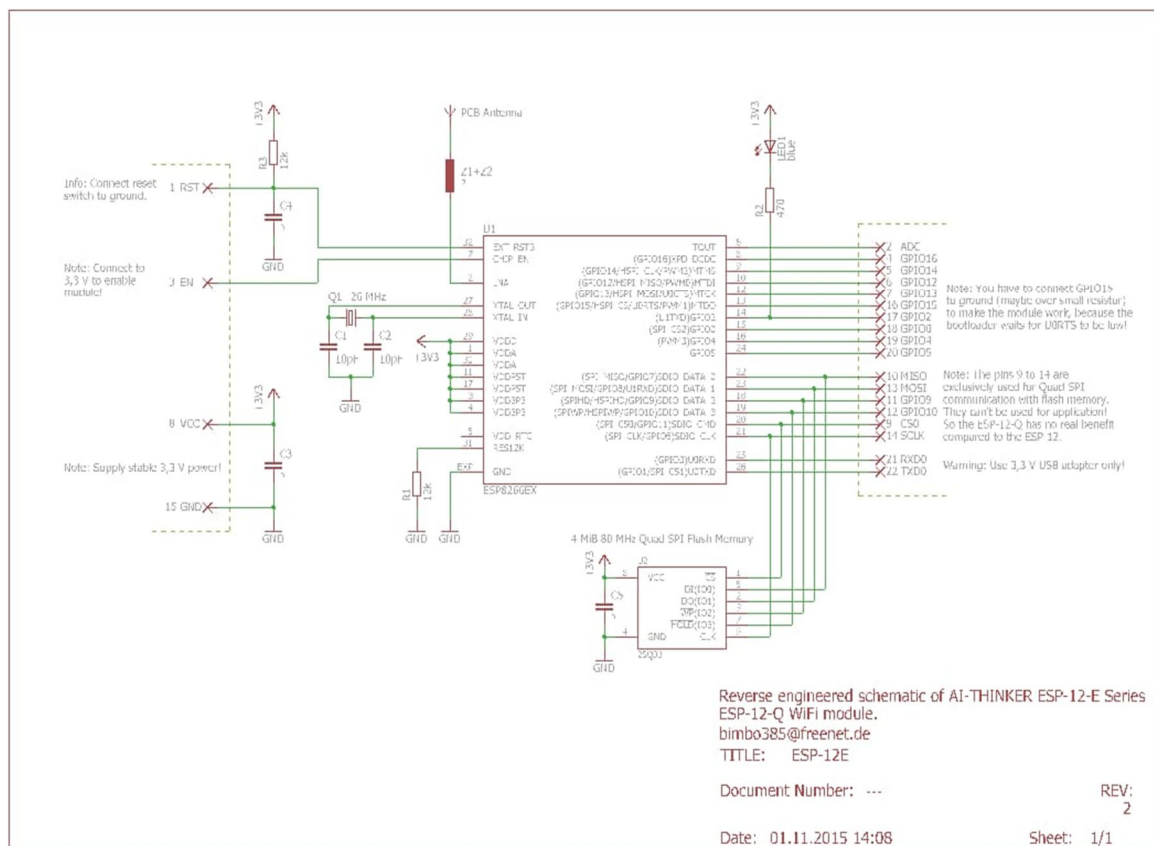 +3V3
R3
12k
Info: Connect reset
switch to ground.
1 RST
C4
GND
Note: Connect to
3,3 V to enable
module!
3 EN
PCB Antenna
Z1+Z2
?
+3V3
LED1
blue
R2
470
Q1 26 MHz
C1
10pF
C2
10pF
GND
+3V3
8 VCC
C3
Note: Supply stable 3,3 V power!
15 GND
GND
+3V3
R1
12k
GND
GND
U1
EXT RSTB
CHIP EN
LNA
XTAL OUT
XTAL IN
VDDD
VDDA
VDDA
VDDPST
VDDPST
VDD3P3
VDD3P3
VDD RTC
RES12K
GND
EXP
ESP8266EX
TOUT
(GPIO16)XPD DCDC
(GPIO14/HSPI CLK/PWM2)MTMS
(GPIO12/HSPI MISO/PWM0)MTDI
(GPIO13/HSPI MOSI/U0CTS)MTCK
(GPIO15/HSPI CS/U0RTS/PWM1)MTDO
(U1TXD)GPIO2
(SPI CS2)GPIO0
(PWM3)GPIO4
GPIO5
(SPI MISO/GPIO7)SDIO DATA 0
(SPI MOSI/GPIO8/U1RXD)SDIO DATA 1
(SPIHD/HSPIHD/GPIO9)SDIO DATA 2
(SPIWP/HSPIWP/GPIO10)SDIO DATA 3
(SPI CS0/GPIO11)SDIO CMD
(SPI CLK/GPIO6)SDIO CLK
(GPIO3)U0RXD
(GPIO1/SPI CS1)U0TXD
2 ADC
4 GPIO16
5 GPIO14
6 GPIO12
7 GPIO13
16 GPIO15
17 GPIO2
18 GPIO0
19 GPIO4
20 GPIO5
10 MISO
13 MOSI
11 GPIO9
12 GPIO10
9 CS0
14 SCLK
21 RXD0
22 TXD0
Note: You have to connect GPIO15
to ground (maybe over small resistor)
to make the module work, because the
bootloader waits for U0RTS to be low!
Note: The pins 9 to 14 are
exclusively used for Quad SPI
communication with flash memory.
They can't be used for application!
So the ESP-12-Q has no real benefit
compared to the ESP 12.
Warning: Use 3,3 V USB adapter only!
4 MiB 80 MHz Quad SPI Flash Memory
+3V3
C5
GND
U2
VCC
GND
CS
DI(IO0)
DO(IO1)
WP(IO2)
HOLD(IO3)
CLK
Reverse engineered schematic of AI-THINKER ESP-12-E Series
ESP-12-Q WiFi module.
bimbo385@freenet.de
TITLE: ESP-12E
Document Number: ---
REV:
2
Date: 01.11.2015 14:08
Sheet: 1/1